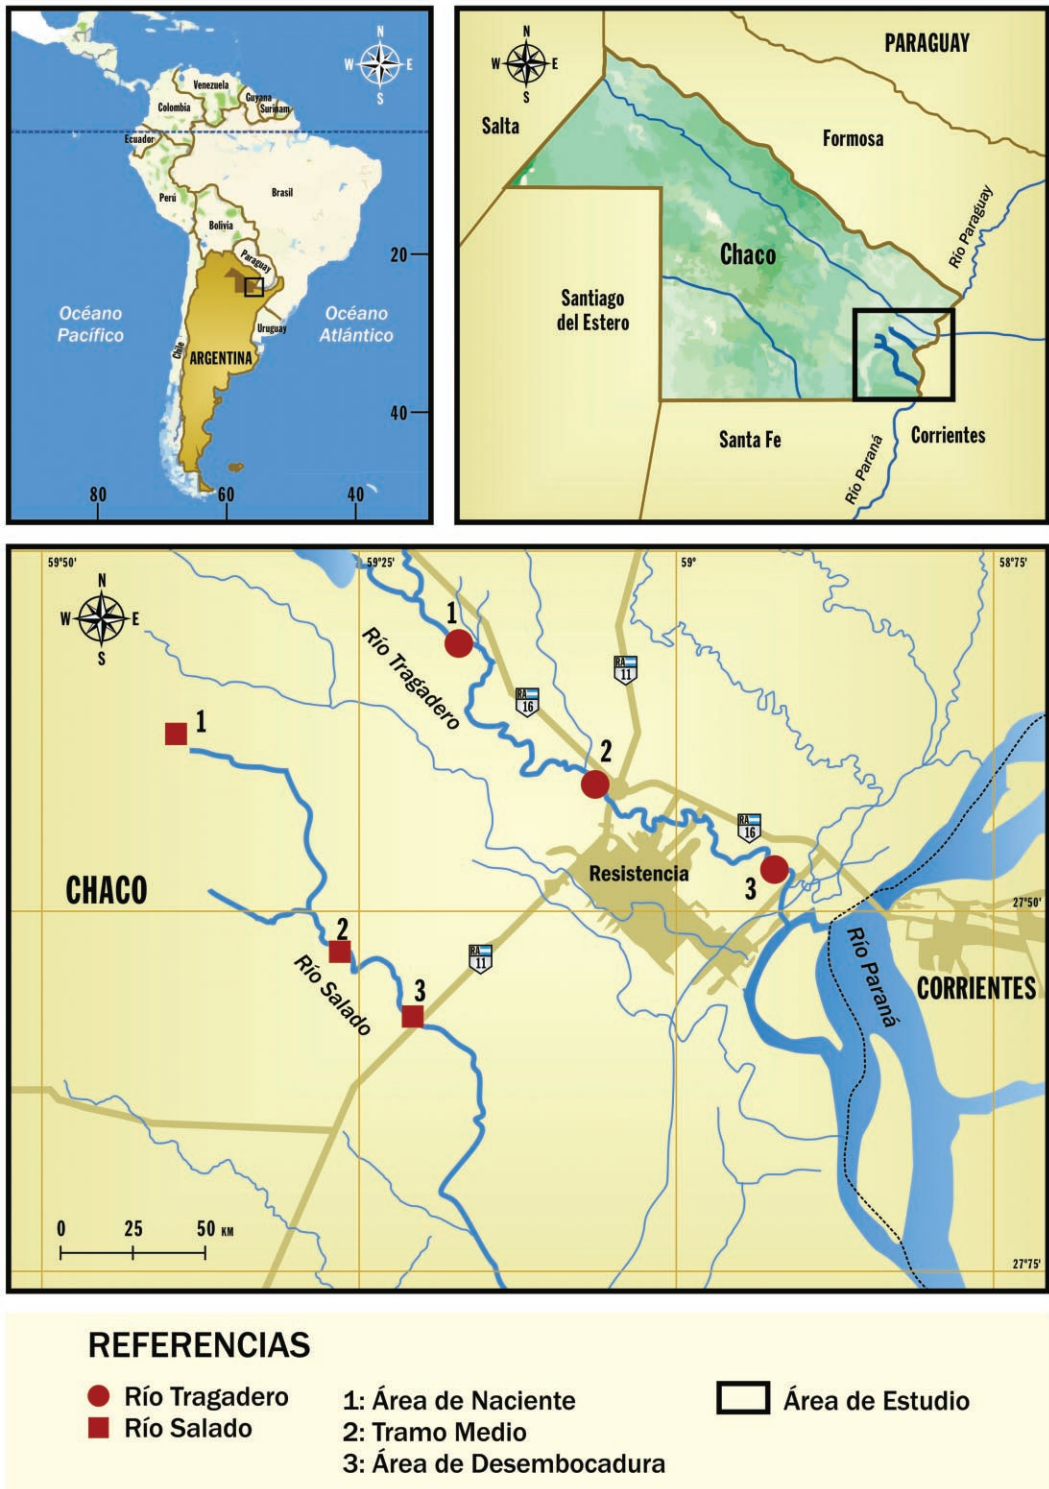 N
W
E
S
Venezuela
Guyana
Surinam
Colombia
Ecuador
Perú
Brasil
Bolivia
Paraguay
Océano
Pacífico
Océano
Atlántico
Uruguay
Chile
ARGENTINA
20
40
80
60
40
N
W
E
S
PARAGUAY
Salta
Formosa
Río Paraguay
Chaco
Santiago
del Estero
Santa Fe
Corrientes
Río Paraná
59°50'
59°25'
59°
58°75'
N
W
E
S
1
Río Tragadero
RA
11
RA
16
1
2
RA
16
Resistencia
3
CHACO
27°50'
2
Río Salado
RA
11
Río Paraná
CORRIENTES
3
0
25
50 KM
27°75'
REFERENCIAS
Río Tragadero
Río Salado
1: Área de Naciente
2: Tramo Medio
3: Área de Desembocadura
Área de Estudio